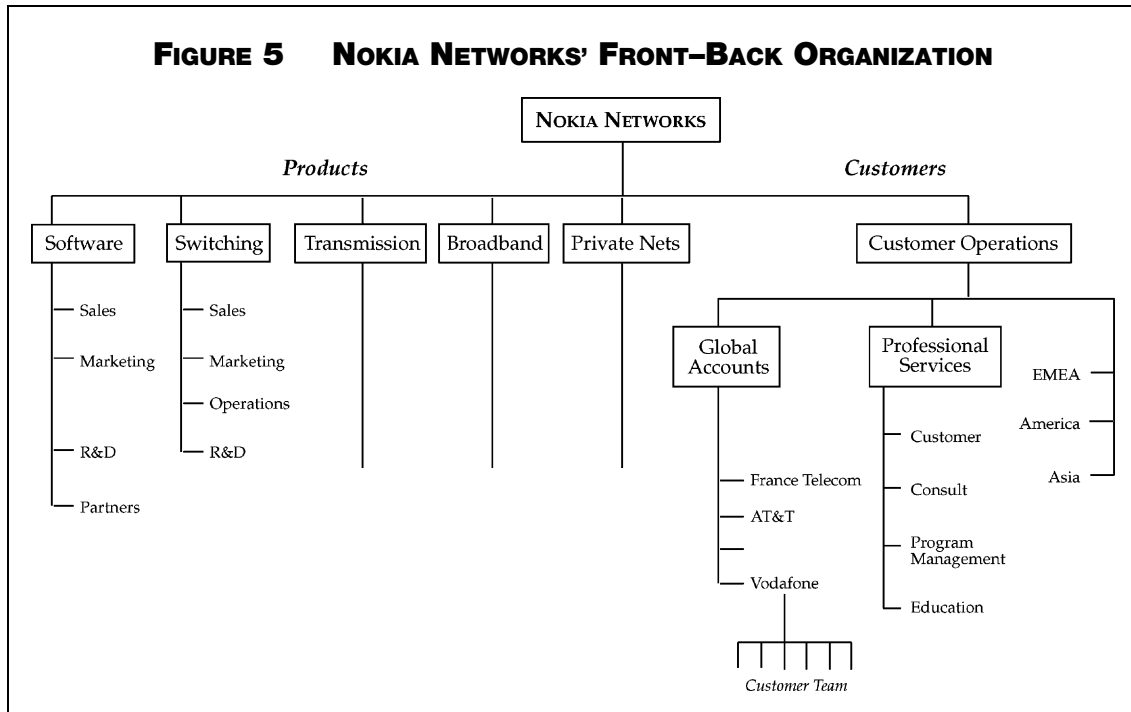 FIGURE 5 NOKIA NETWORKS' FRONT–BACK ORGANIZATION
NOKIA NETWORKS
Products
Customers
Software
Switching
Transmission
Broadband
Private Nets
Customer Operations
Sales
Marketing
R&D
Partners
Sales
Marketing
Operations
R&D
Global
Accounts
France Telecom
AT&T
Vodafone
Customer Team
Professional
Services
Customer
Consult
Program
Management
Education
EMEA
America
Asia